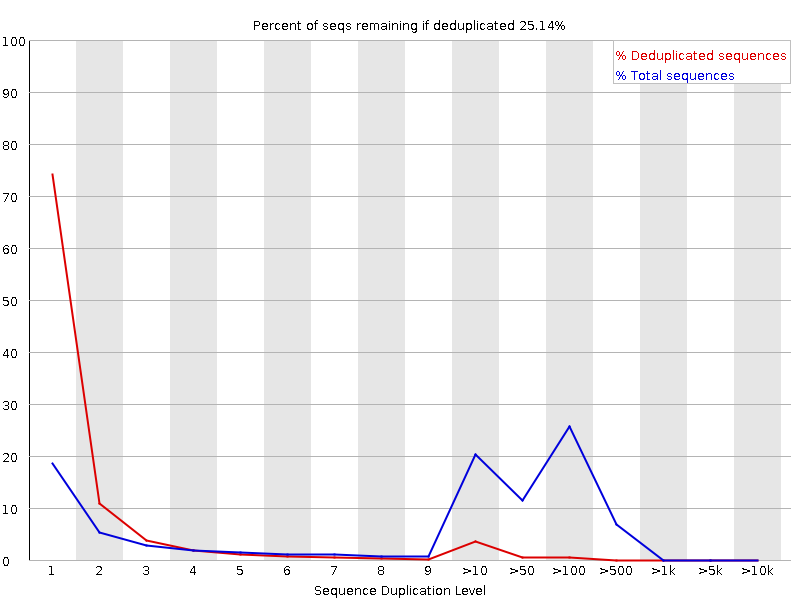 Percent of seqs remaining if deduplicated 25.14%
% Deduplicated sequences
% Total sequences
100
90
80
70
60
50
40
30
20
10
0
1 2 3 4 5 6 7 8 9 >10 >50 >100 >500 >1k >5k >10k
Sequence Duplication Level